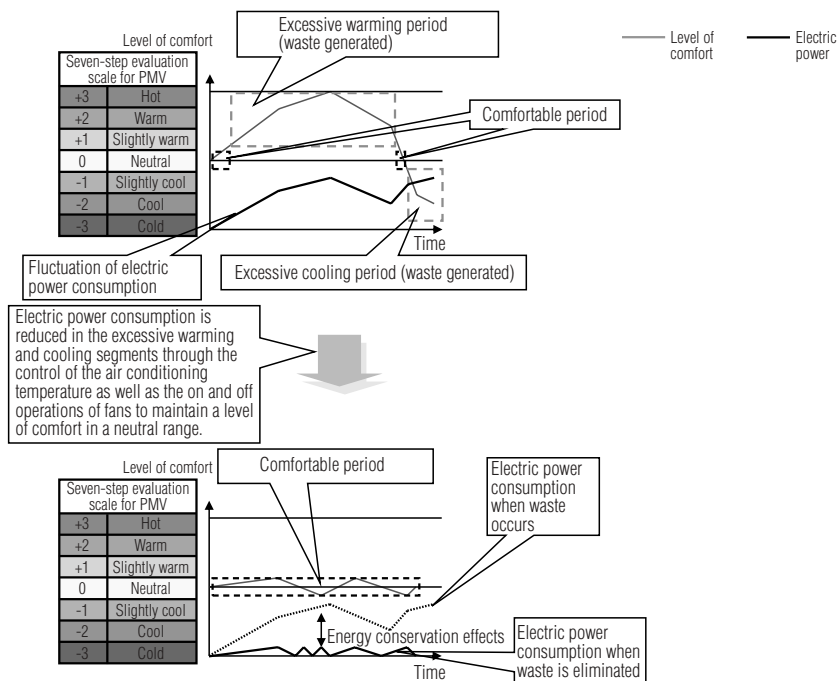 Level of comfort
Excessive warming period
(waste generated)
Level of
comfort
Electric
power
Seven-step evaluation
scale for PMV
+3 Hot
+2 Warm
+1 Slightly warm
0 Neutral
-1 Slightly cool
-2 Cool
-3 Cold
Comfortable period
Time
Fluctuation of electric
power consumption
Excessive cooling period (waste generated)
Electric power consumption is
reduced in the excessive warming
and cooling segments through the
control of the air conditioning
temperature as well as the on and off
operations of fans to maintain a level
of comfort in a neutral range.
Level of comfort
Comfortable period
Electric power
consumption
when waste
occurs
Seven-step evaluation
scale for PMV
+3 Hot
+2 Warm
+1 Slightly warm
0 Neutral
-1 Slightly cool
-2 Cool
-3 Cold
Energy conservation effects
Electric power
consumption when
waste is eliminated
Time